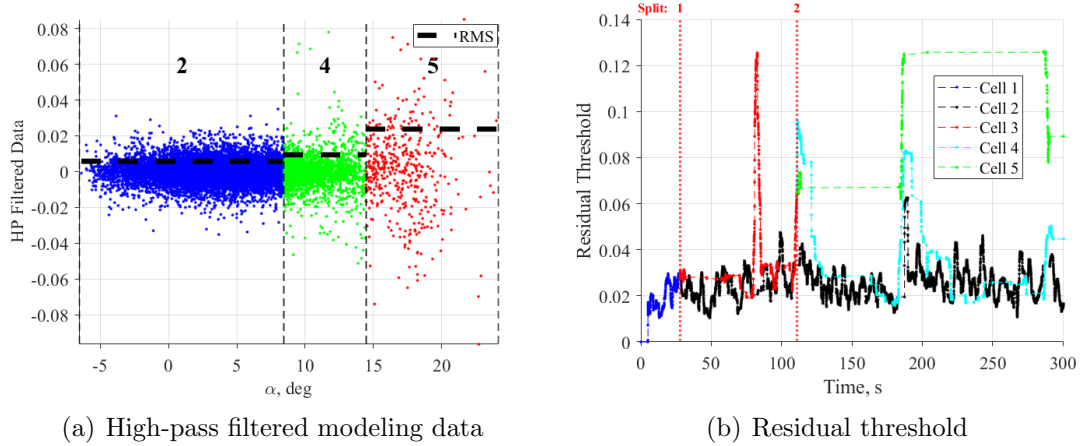 0.08
0.06
0.04
0.02
0
-0.02
-0.04
-0.06
-0.08
HP Filtered Data
RMS
2
4
5
-5
0
5
10
15
20
α, deg
(a) High-pass filtered modeling data
Split: 1 2
0.14
0.12
0.1
0.08
0.06
0.04
0.02
0
Residual Threshold
Cell 1
Cell 2
Cell 3
Cell 4
Cell 5
0
50
100
150
200
250
300
Time, s
(b) Residual threshold